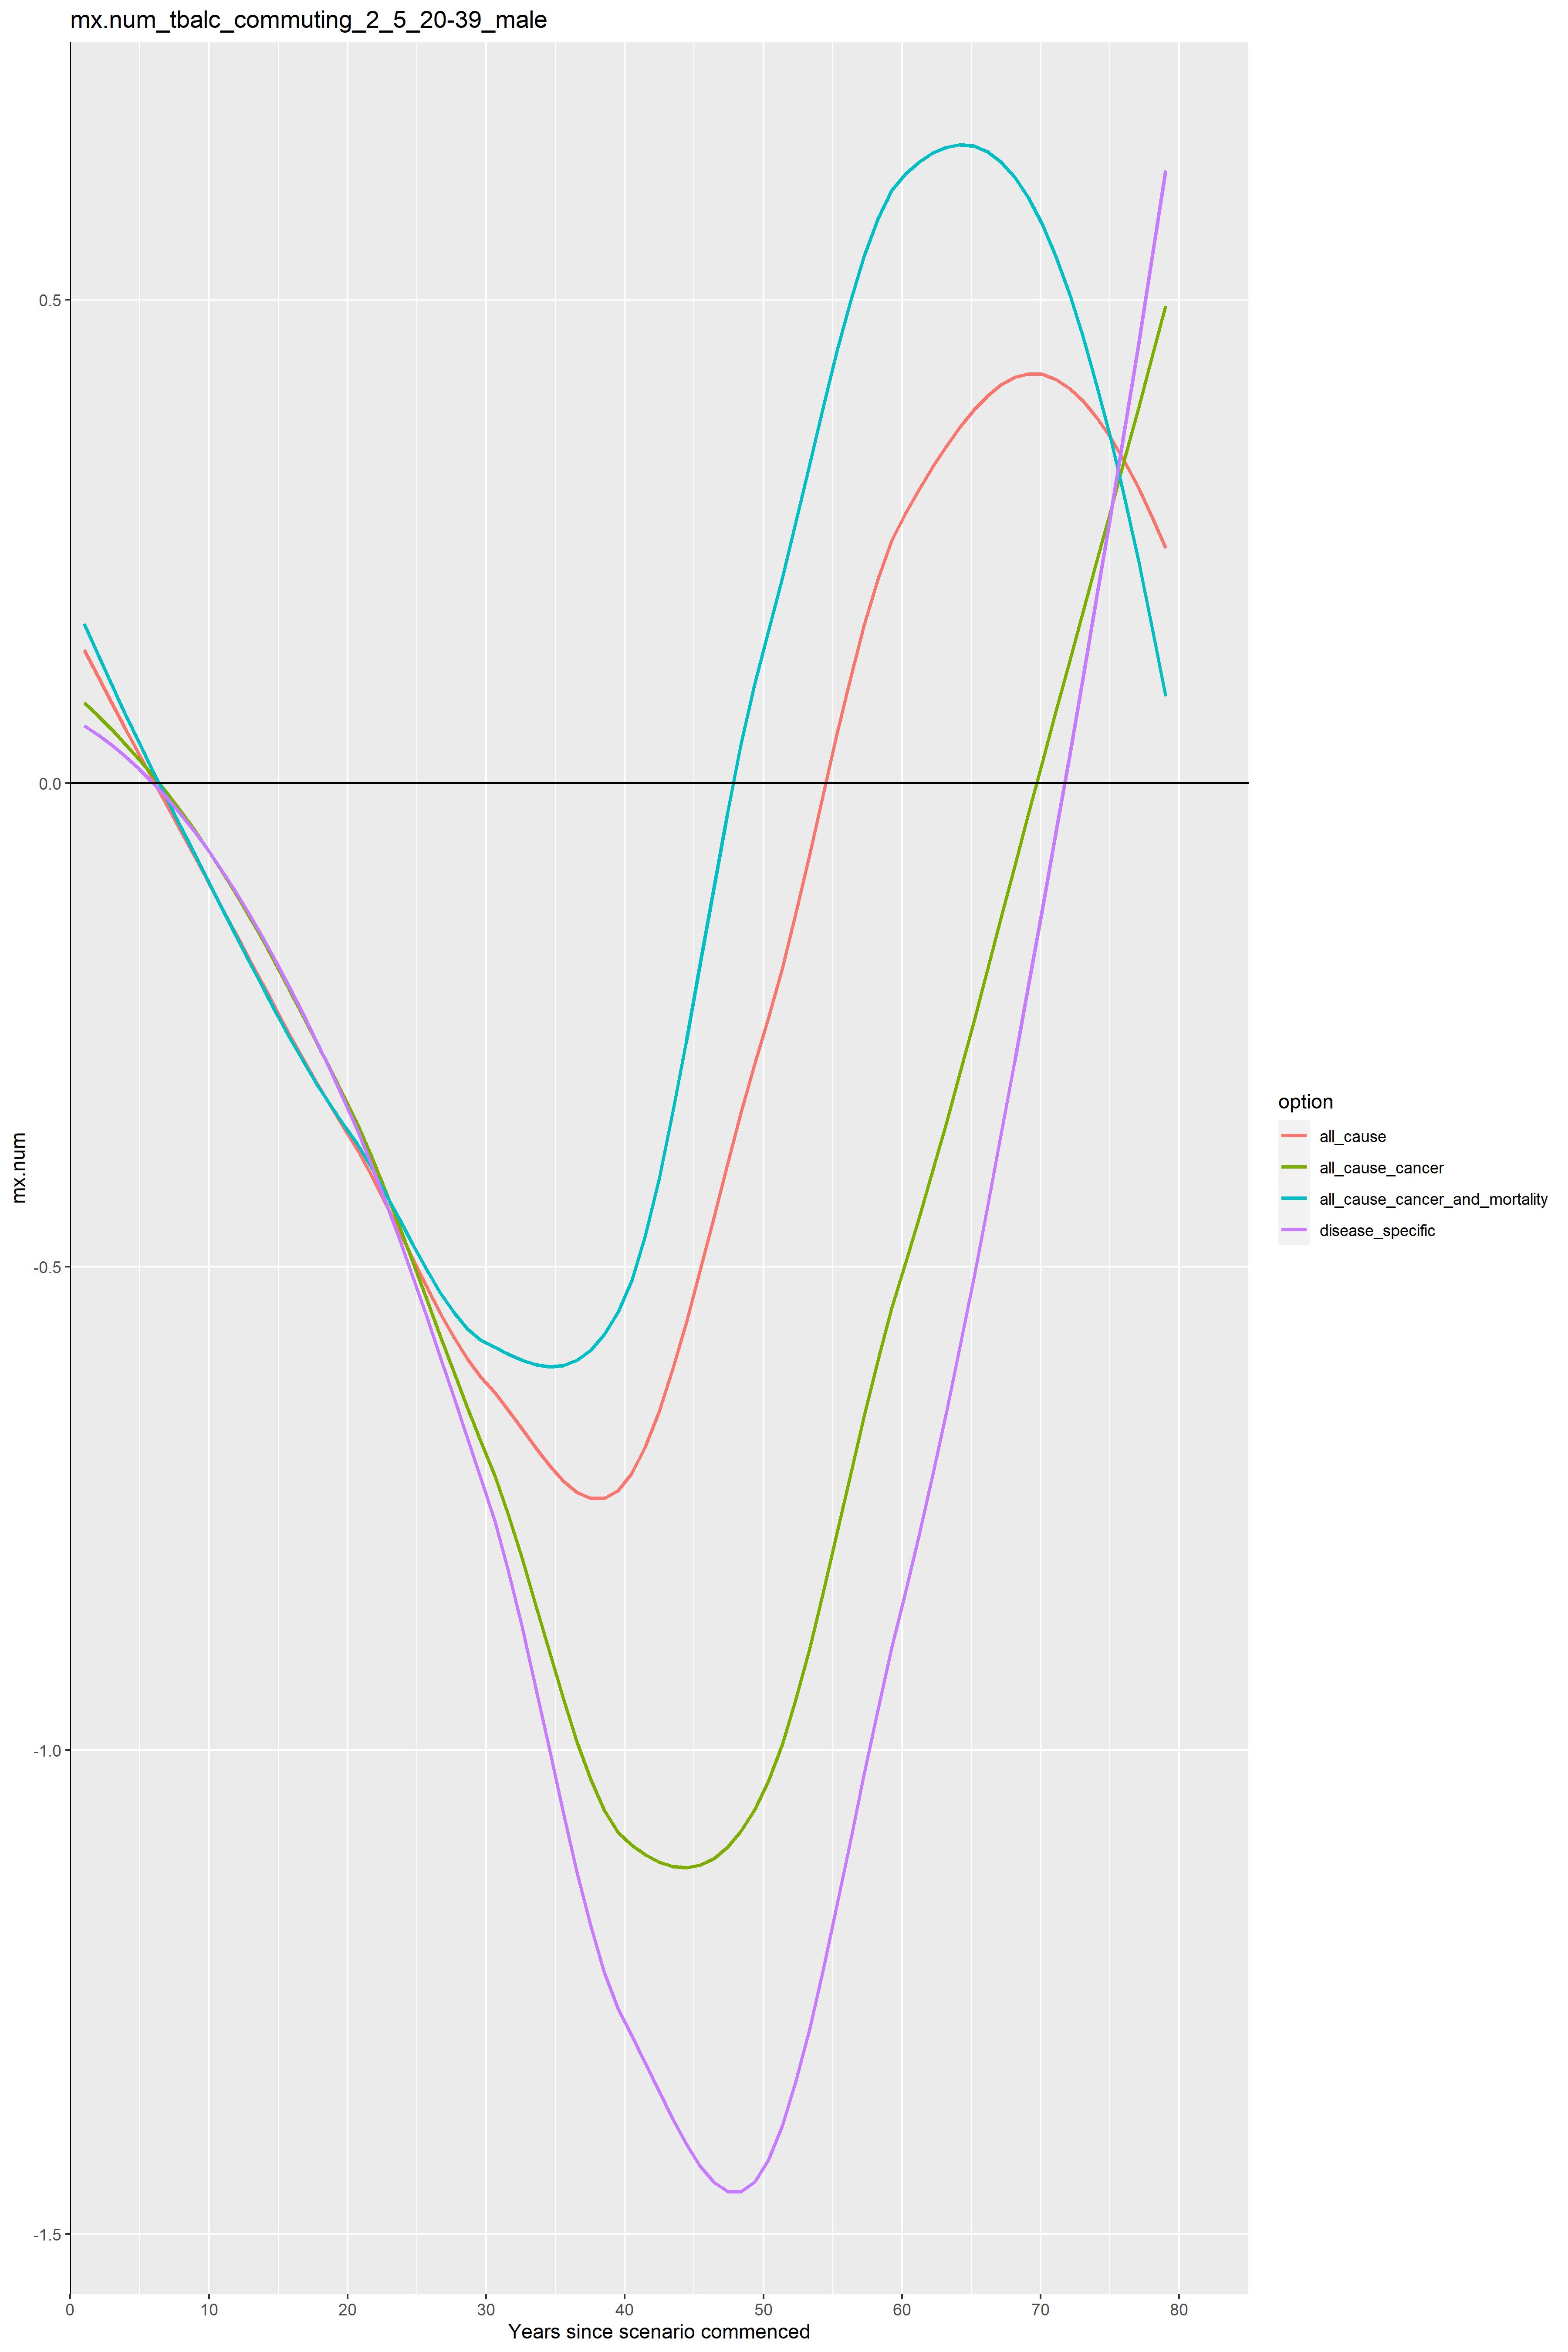 mx.num_tbalc_commuting_2_5_20-39_male
0.5
0.0
-0.5
-1.0
-1.5
mx.num
0 10 20 30 40 50 60 70 80
Years since scenario commenced
option
all_cause
all_cause_cancer
all_cause_cancer_and_mortality
disease_specific